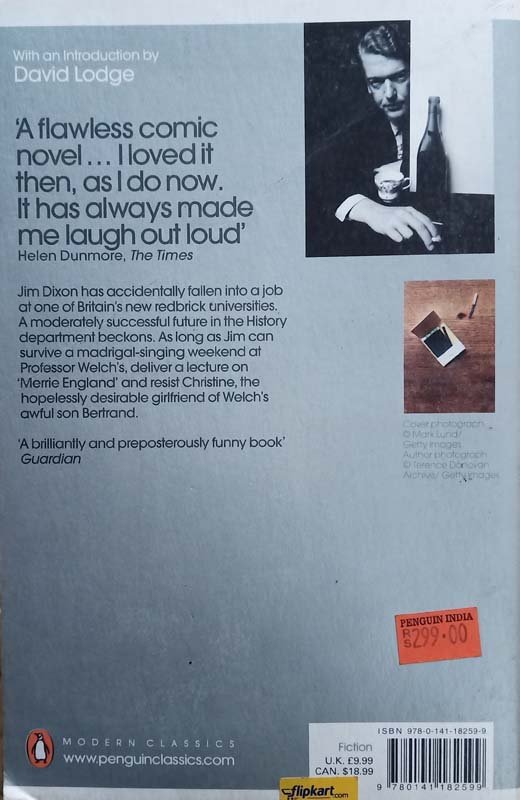 With an Introduction by
David Lodge
'A flawless comic
novel... I loved it
then, as I do now.
It has always made
me laugh out loud'
Helen Dunmore, The Times
Jim Dixon has accidentally fallen into a job
at one of Britain's new redbrick universities.
A moderately successful future in the History
department beckons. As long as Jim can
survive a madrigal-singing weekend at
Professor Welch's, deliver a lecture on
'Merrie England' and resist Christine, the
hopelessly desirable girlfriend of Welch's
awful son Bertrand.
'A brilliantly and preposterously funny book'
Guardian
Cover photograph
© Mark Lund/
Getty Images
Author photograph
© Terence Donovan
Archive/ Getty Images
PENGUIN INDIA
RS 299.00
MODERN CLASSICS
www.penguinclassics.com
Fiction
U.K. £9.99
CAN. $18.99
ISBN 978-0-141-18259-9
9 780141 182599
flipkart.com